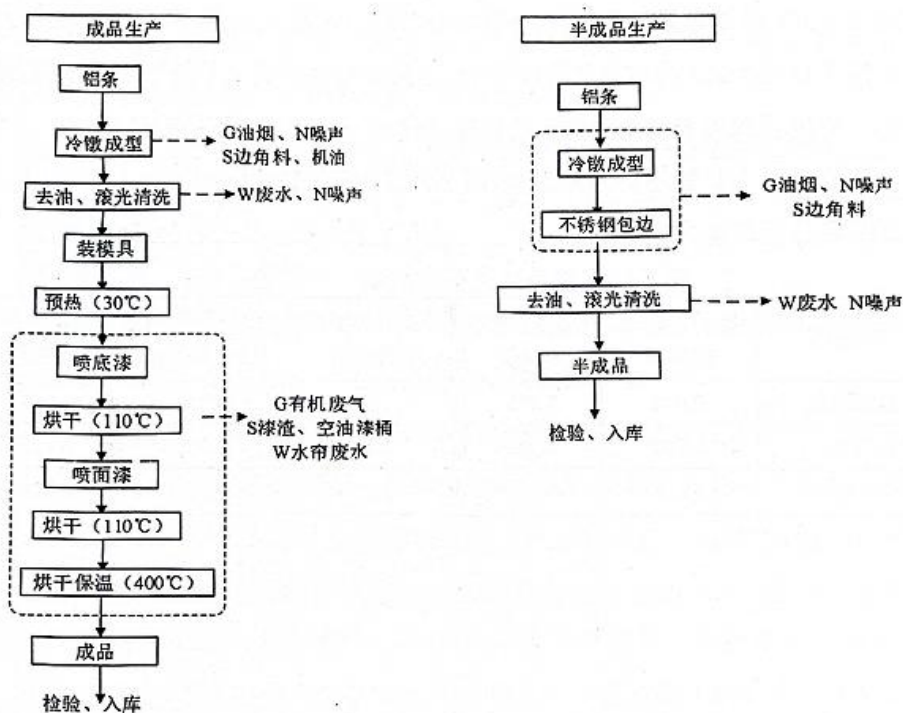 成品生产
铝条
冷镦成型
G油烟、N噪声
S边角料、机油
去油、滚光清洗
W废水、N噪声
装模具
预热（30℃）
喷底漆
烘干（110℃）
G有机废气
S漆渣、空油漆桶
W水帘废水
喷面漆
烘干（110℃）
烘干保温（400℃）
成品
检验、入库
半成品生产
铝条
冷镦成型
不锈钢包边
G油烟、N噪声
S边角料
去油、滚光清洗
W废水 N噪声
半成品
检验、入库